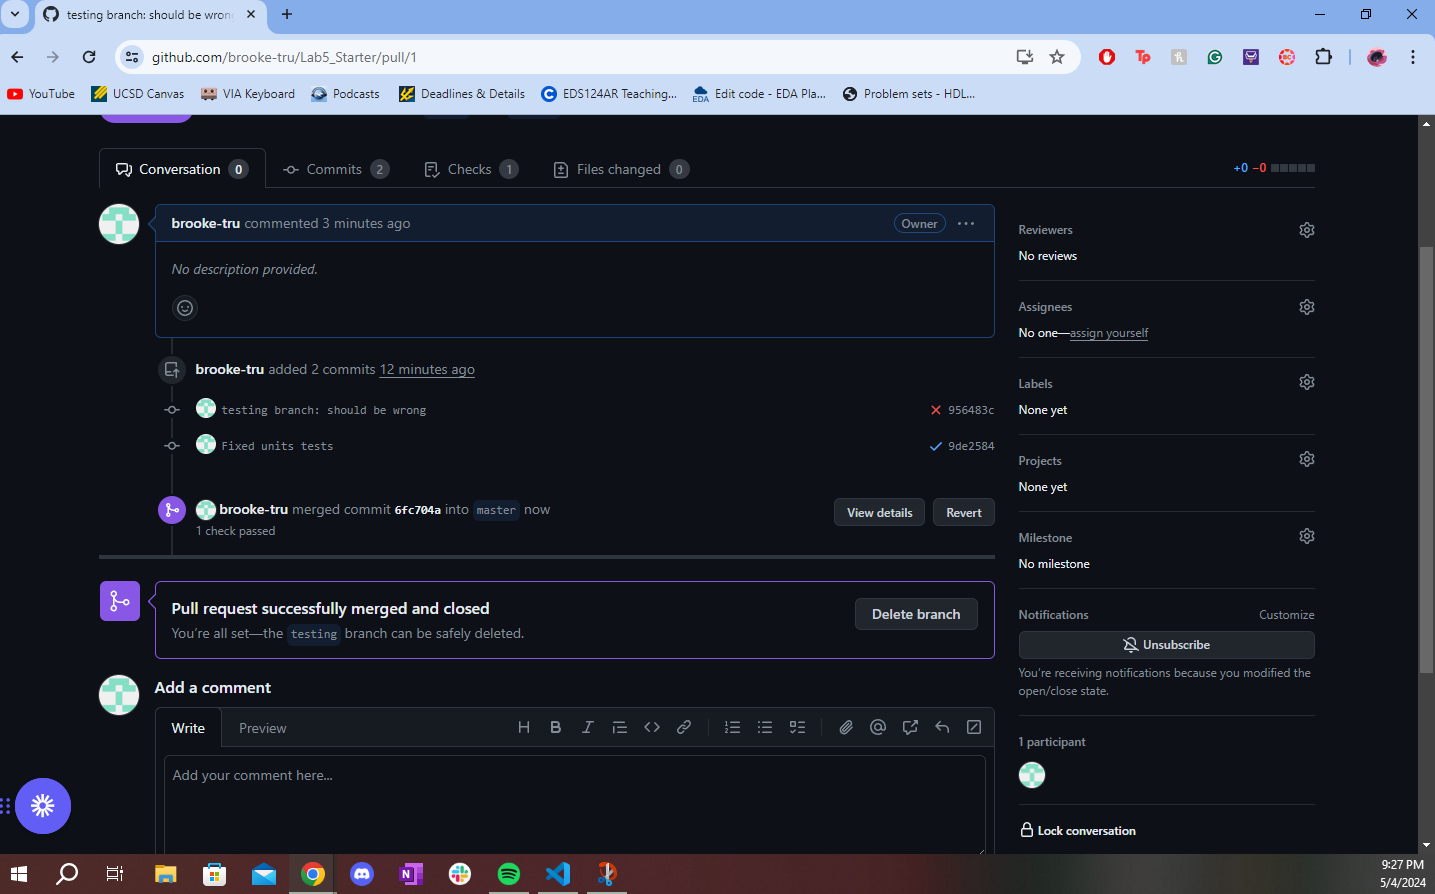 testing branch: should be wrong
github.com/brooke-tru/Lab5_Starter/pull/1
YouTube UCSD Canvas VIA Keyboard Podcasts Deadlines & Details EDS124AR Teaching... Edit code - EDA Pla... Problem sets - HDL...
Conversation 0 Commits 2 Checks 1 Files changed 0 +0 −0
brooke-tru commented 3 minutes ago Owner
No description provided.
brooke-tru added 2 commits 12 minutes ago
testing branch: should be wrong 956483c
Fixed units tests 9de2584
brooke-tru merged commit 6fc704a into master now View details Revert
1 check passed
Pull request successfully merged and closed Delete branch
You're all set—the testing branch can be safely deleted.
Add a comment
Write Preview
Add your comment here...
Reviewers
No reviews
Assignees
No one—assign yourself
Labels
None yet
Projects
None yet
Milestone
No milestone
Notifications Customize
Unsubscribe
You're receiving notifications because you modified the
open/close state.
1 participant
Lock conversation
9:27 PM
5/4/2024